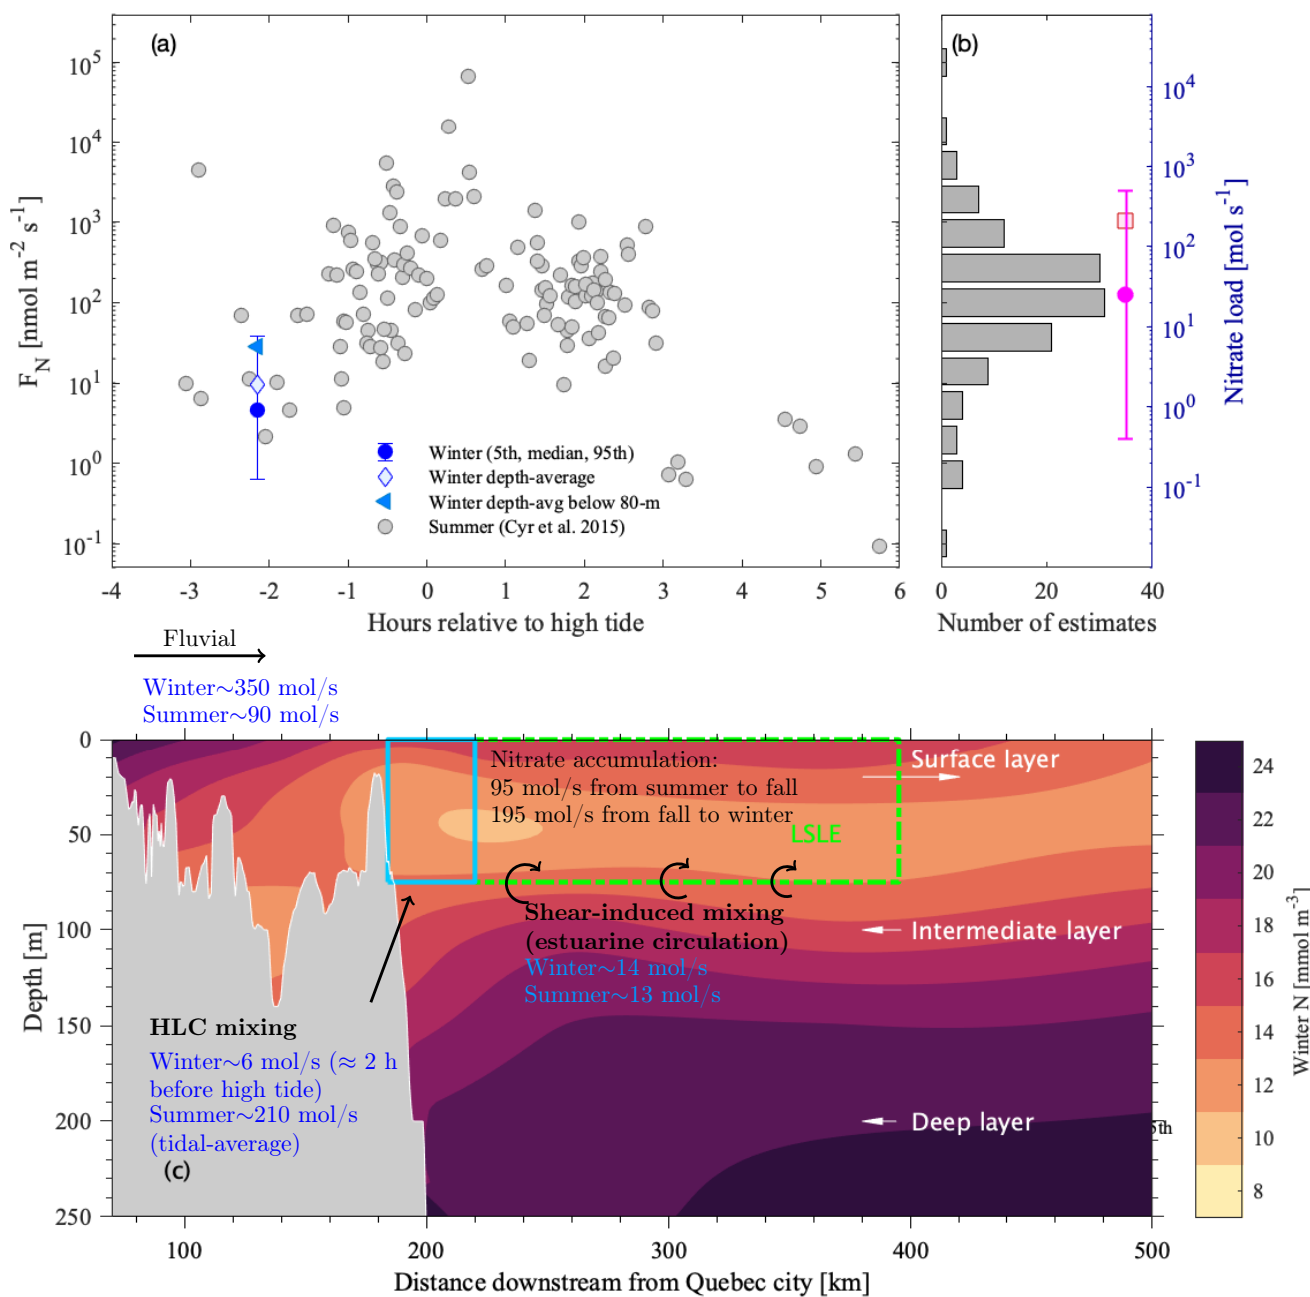 (a)
10^5
10^4
10^3
10^2
10^1
10^0
10^-1
F_N [nmol m^-2 s^-1]
Winter (5th, median, 95th)
Winter depth-average
Winter depth-avg below 80-m
Summer (Cyr et al. 2015)
-4 -3 -2 -1 0 1 2 3 4 5 6
Hours relative to high tide
(b)
10^4
10^3
10^2
10^1
10^0
10^-1
Nitrate load [mol s^-1]
0 20 40
Number of estimates
Fluvial
Winter~350 mol/s
Summer~90 mol/s
0
50
100
150
200
250
Depth [m]
Nitrate accumulation:
95 mol/s from summer to fall
195 mol/s from fall to winter
LSLE
Surface layer
Shear-induced mixing
(estuarine circulation)
Winter~14 mol/s
Summer~13 mol/s
Intermediate layer
HLC mixing
Winter~6 mol/s (≈ 2 h
before high tide)
Summer~210 mol/s
(tidal-average)
(c)
Deep layer
5th
100 200 300 400 500
Distance downstream from Quebec city [km]
24
22
20
18
16
14
12
10
8
Winter N [mmol m^-3]